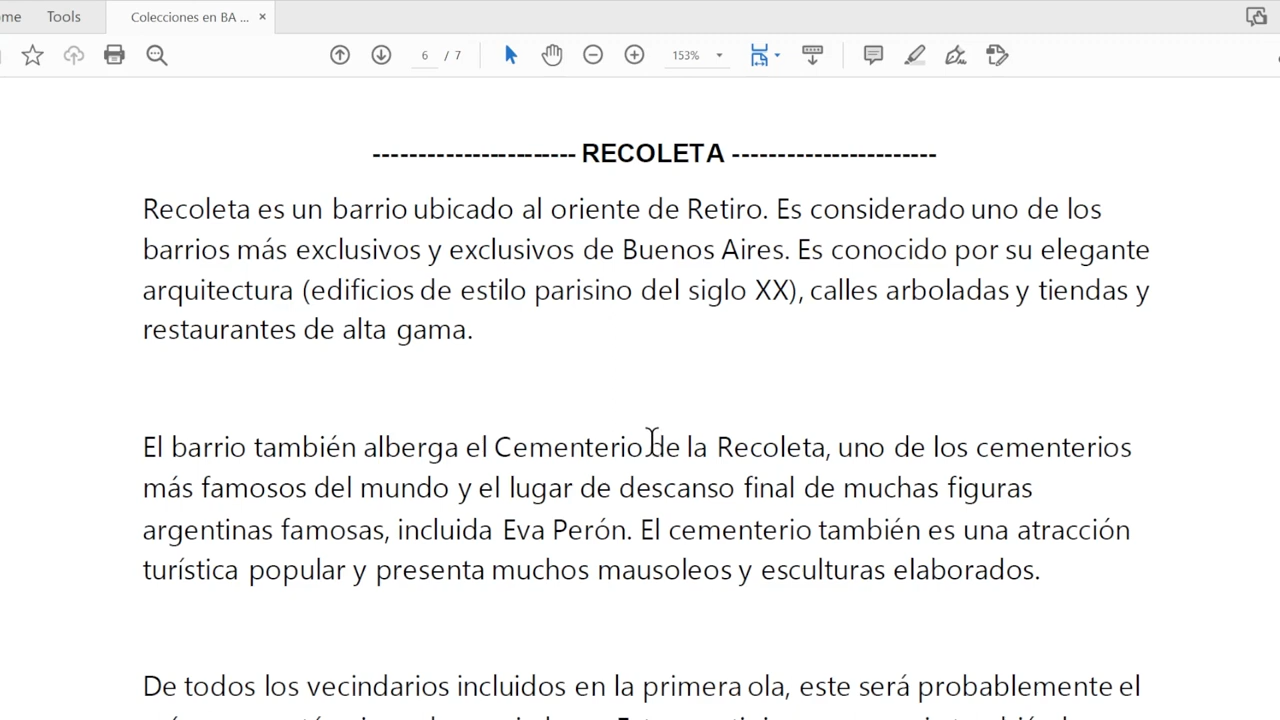 ome Tools Colecciones en BA ... ×
6 / 7 153%
----------------------- RECOLETA -----------------------
Recoleta es un barrio ubicado al oriente de Retiro. Es considerado uno de los
barrios más exclusivos y exclusivos de Buenos Aires. Es conocido por su elegante
arquitectura (edificios de estilo parisino del siglo XX), calles arboladas y tiendas y
restaurantes de alta gama.
El barrio también alberga el Cementerio de la Recoleta, uno de los cementerios
más famosos del mundo y el lugar de descanso final de muchas figuras
argentinas famosas, incluida Eva Perón. El cementerio también es una atracción
turística popular y presenta muchos mausoleos y esculturas elaborados.
De todos los vecindarios incluidos en la primera ola, este será probablemente el